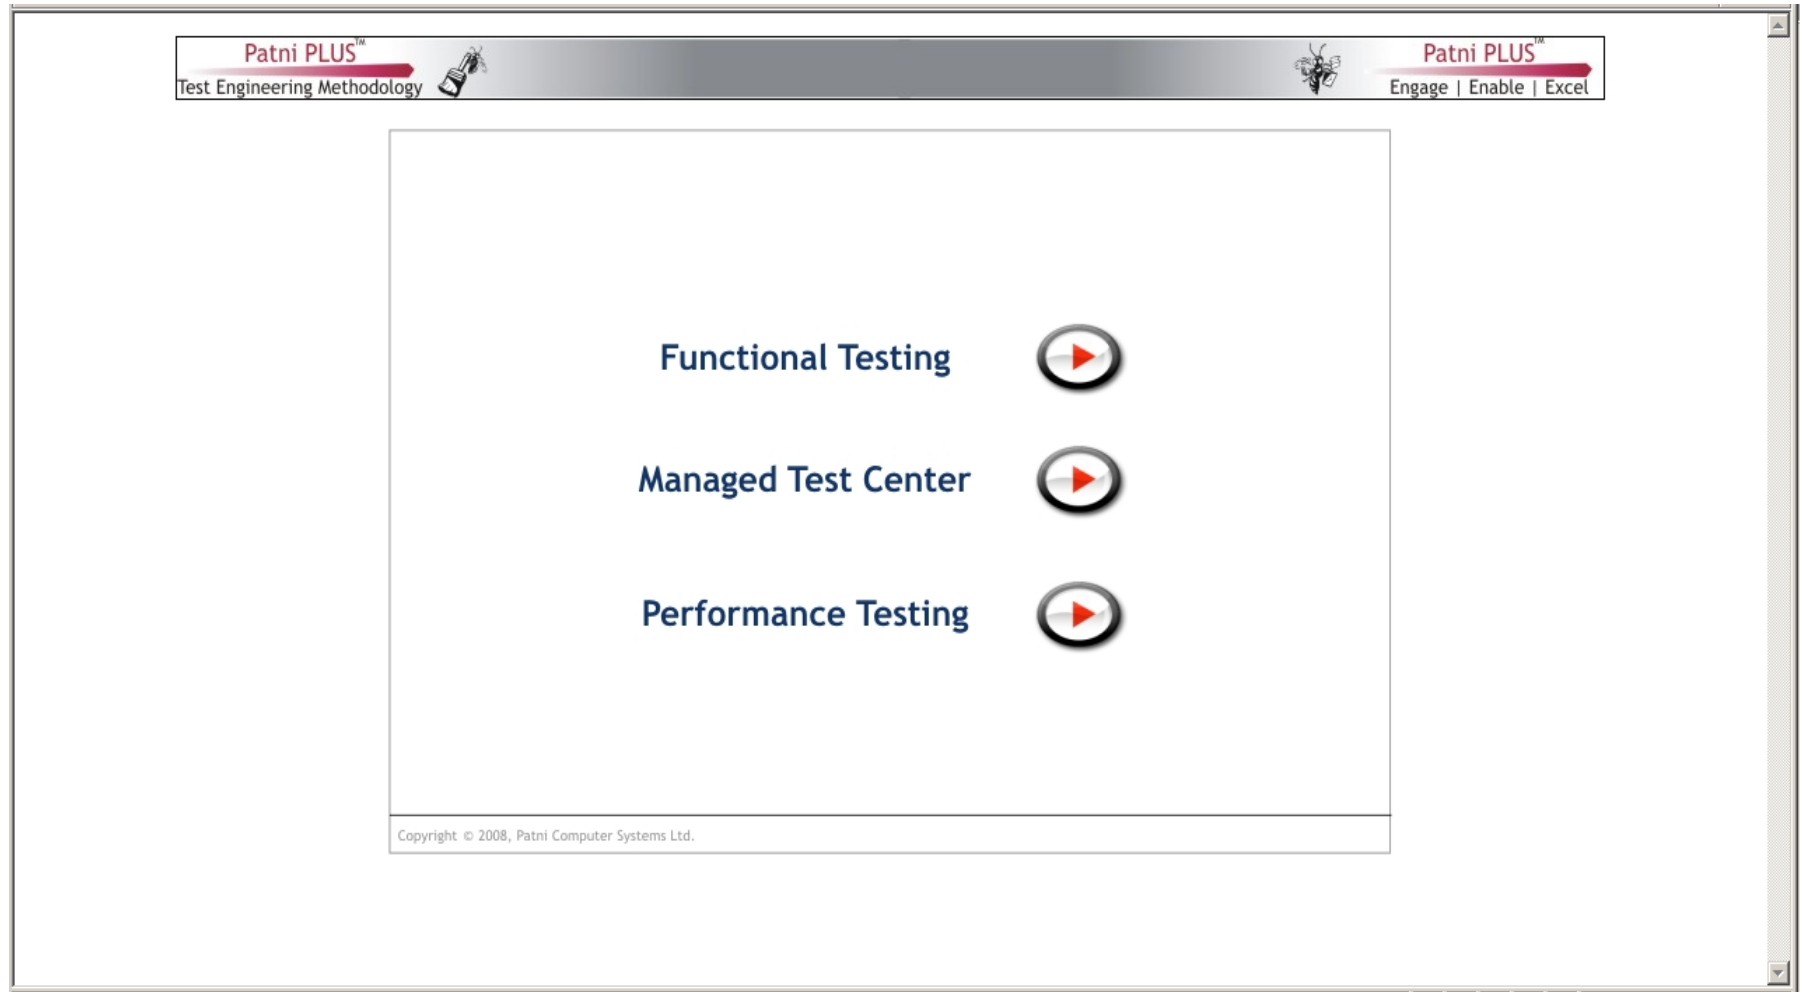 Patni PLUS™
Test Engineering Methodology
Patni PLUS™
Engage | Enable | Excel
Functional Testing
Managed Test Center
Performance Testing
Copyright © 2008, Patni Computer Systems Ltd.